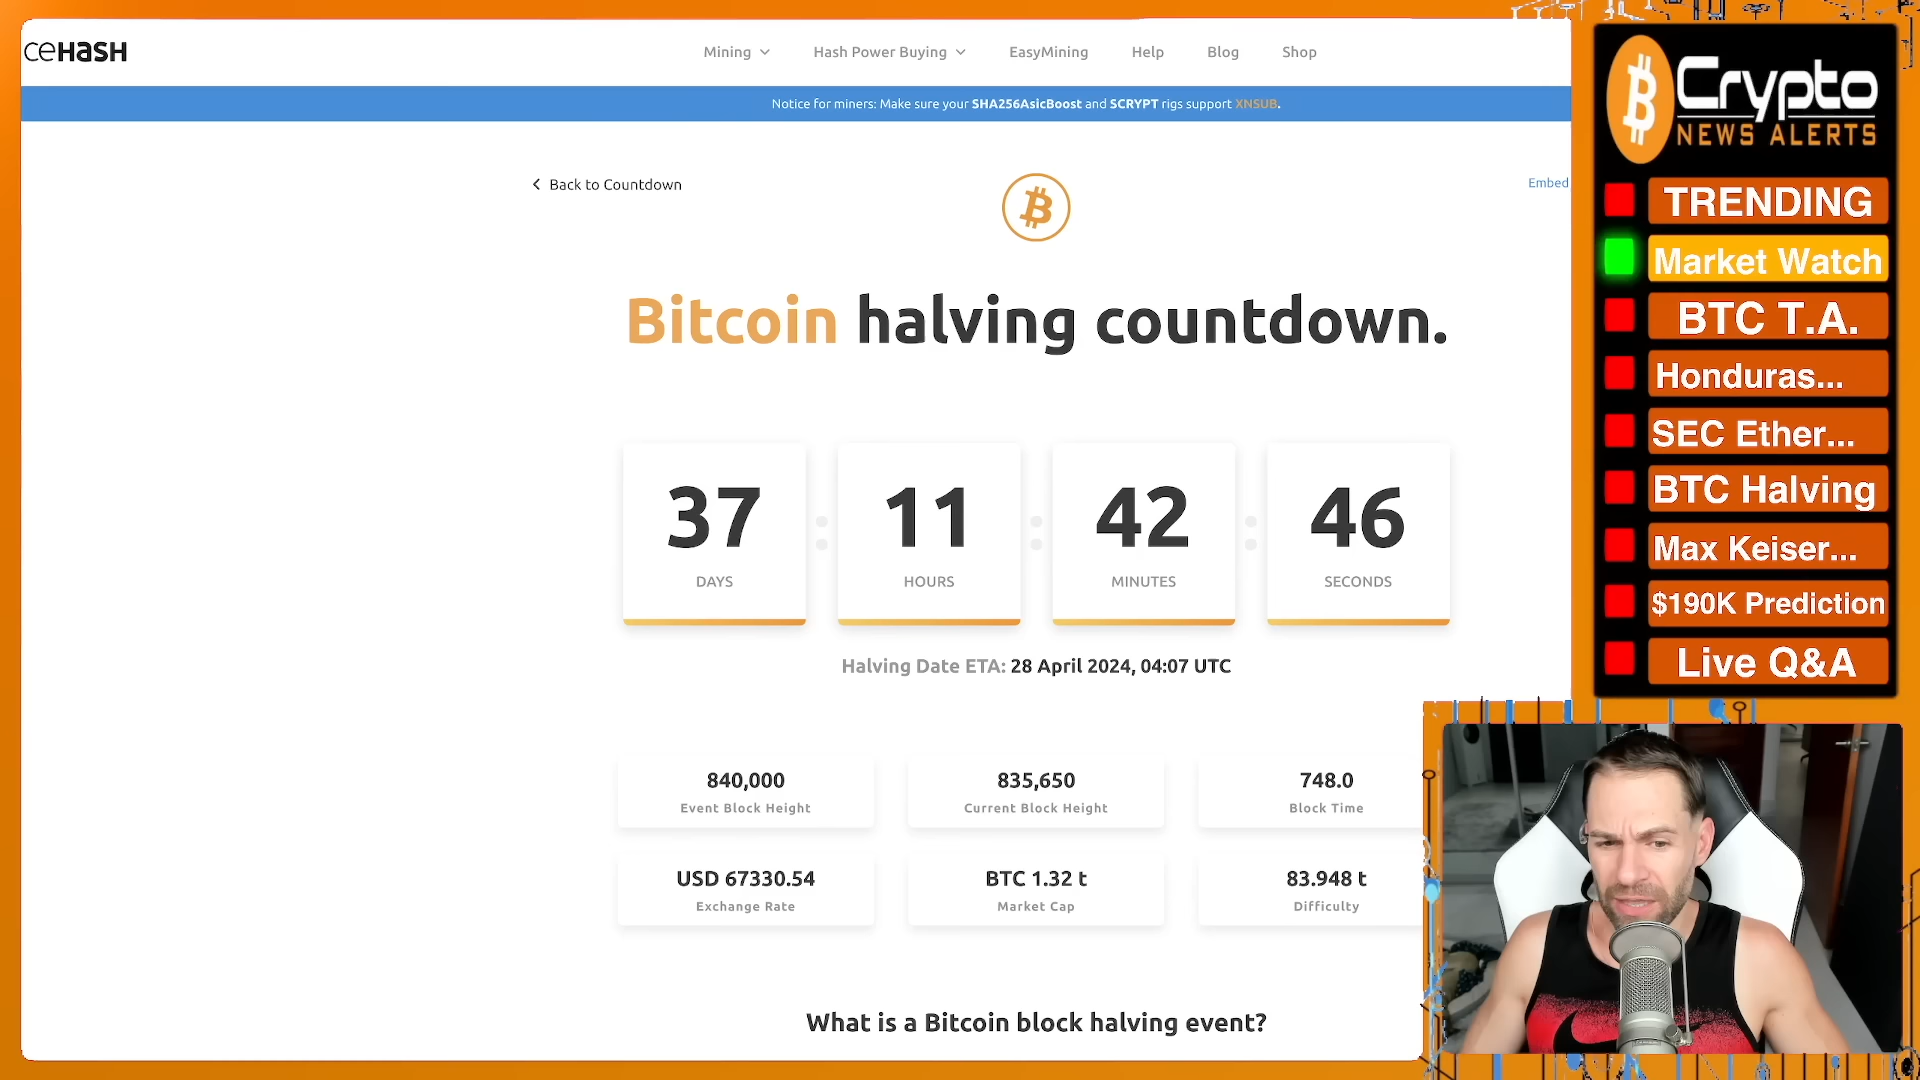 ceHasH
Mining
Hash Power Buying
EasyMining
Help
Blog
Shop
Notice for miners: Make sure your SHA256AsicBoost and SCRYPT rigs support XNSUB.
Back to Countdown
Embed
Bitcoin halving countdown.
37
DAYS
11
HOURS
42
MINUTES
46
SECONDS
Halving Date ETA: 28 April 2024, 04:07 UTC
840,000
Event Block Height
835,650
Current Block Height
748.0
Block Time
USD 67330.54
Exchange Rate
BTC 1.32 t
Market Cap
83.948 t
Difficulty
What is a Bitcoin block halving event?
Crypto
NEWS ALERTS
TRENDING
Market Watch
BTC T.A.
Honduras...
SEC Ether...
BTC Halving
Max Keiser...
$190K Prediction
Live Q&A